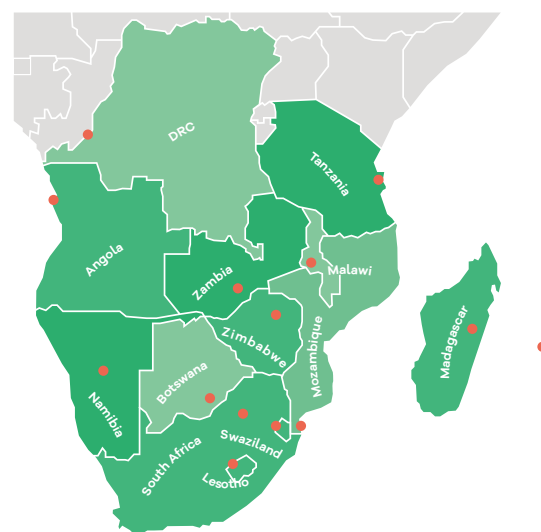 DRC
Tanzania
Angola
Zambia
Malawi
Zimbabwe
Mozambique
Madagascar
Botswana
Namibia
South Africa
Swaziland
Lesotho